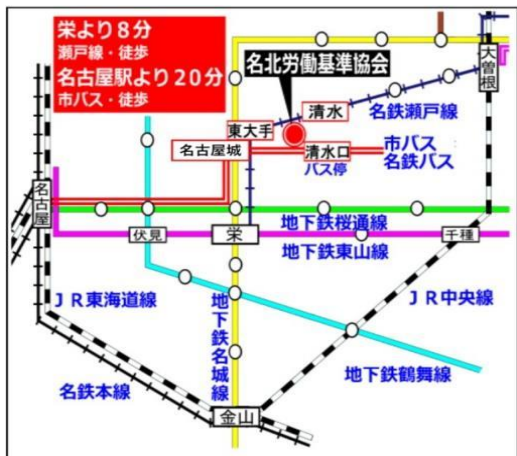 栄より8分
瀬戸線・徒歩
名古屋駅より20分
市バス・徒歩
名北労働基準協会
大曽根
清水
名鉄瀬戸線
東大手
名古屋城
清水口
バス停
市バス
名鉄バス
名古屋
地下鉄桜通線
伏見
栄
千種
地下鉄東山線
JR東海道線
地下鉄名城線
JR中央線
名鉄本線
地下鉄鶴舞線
金山